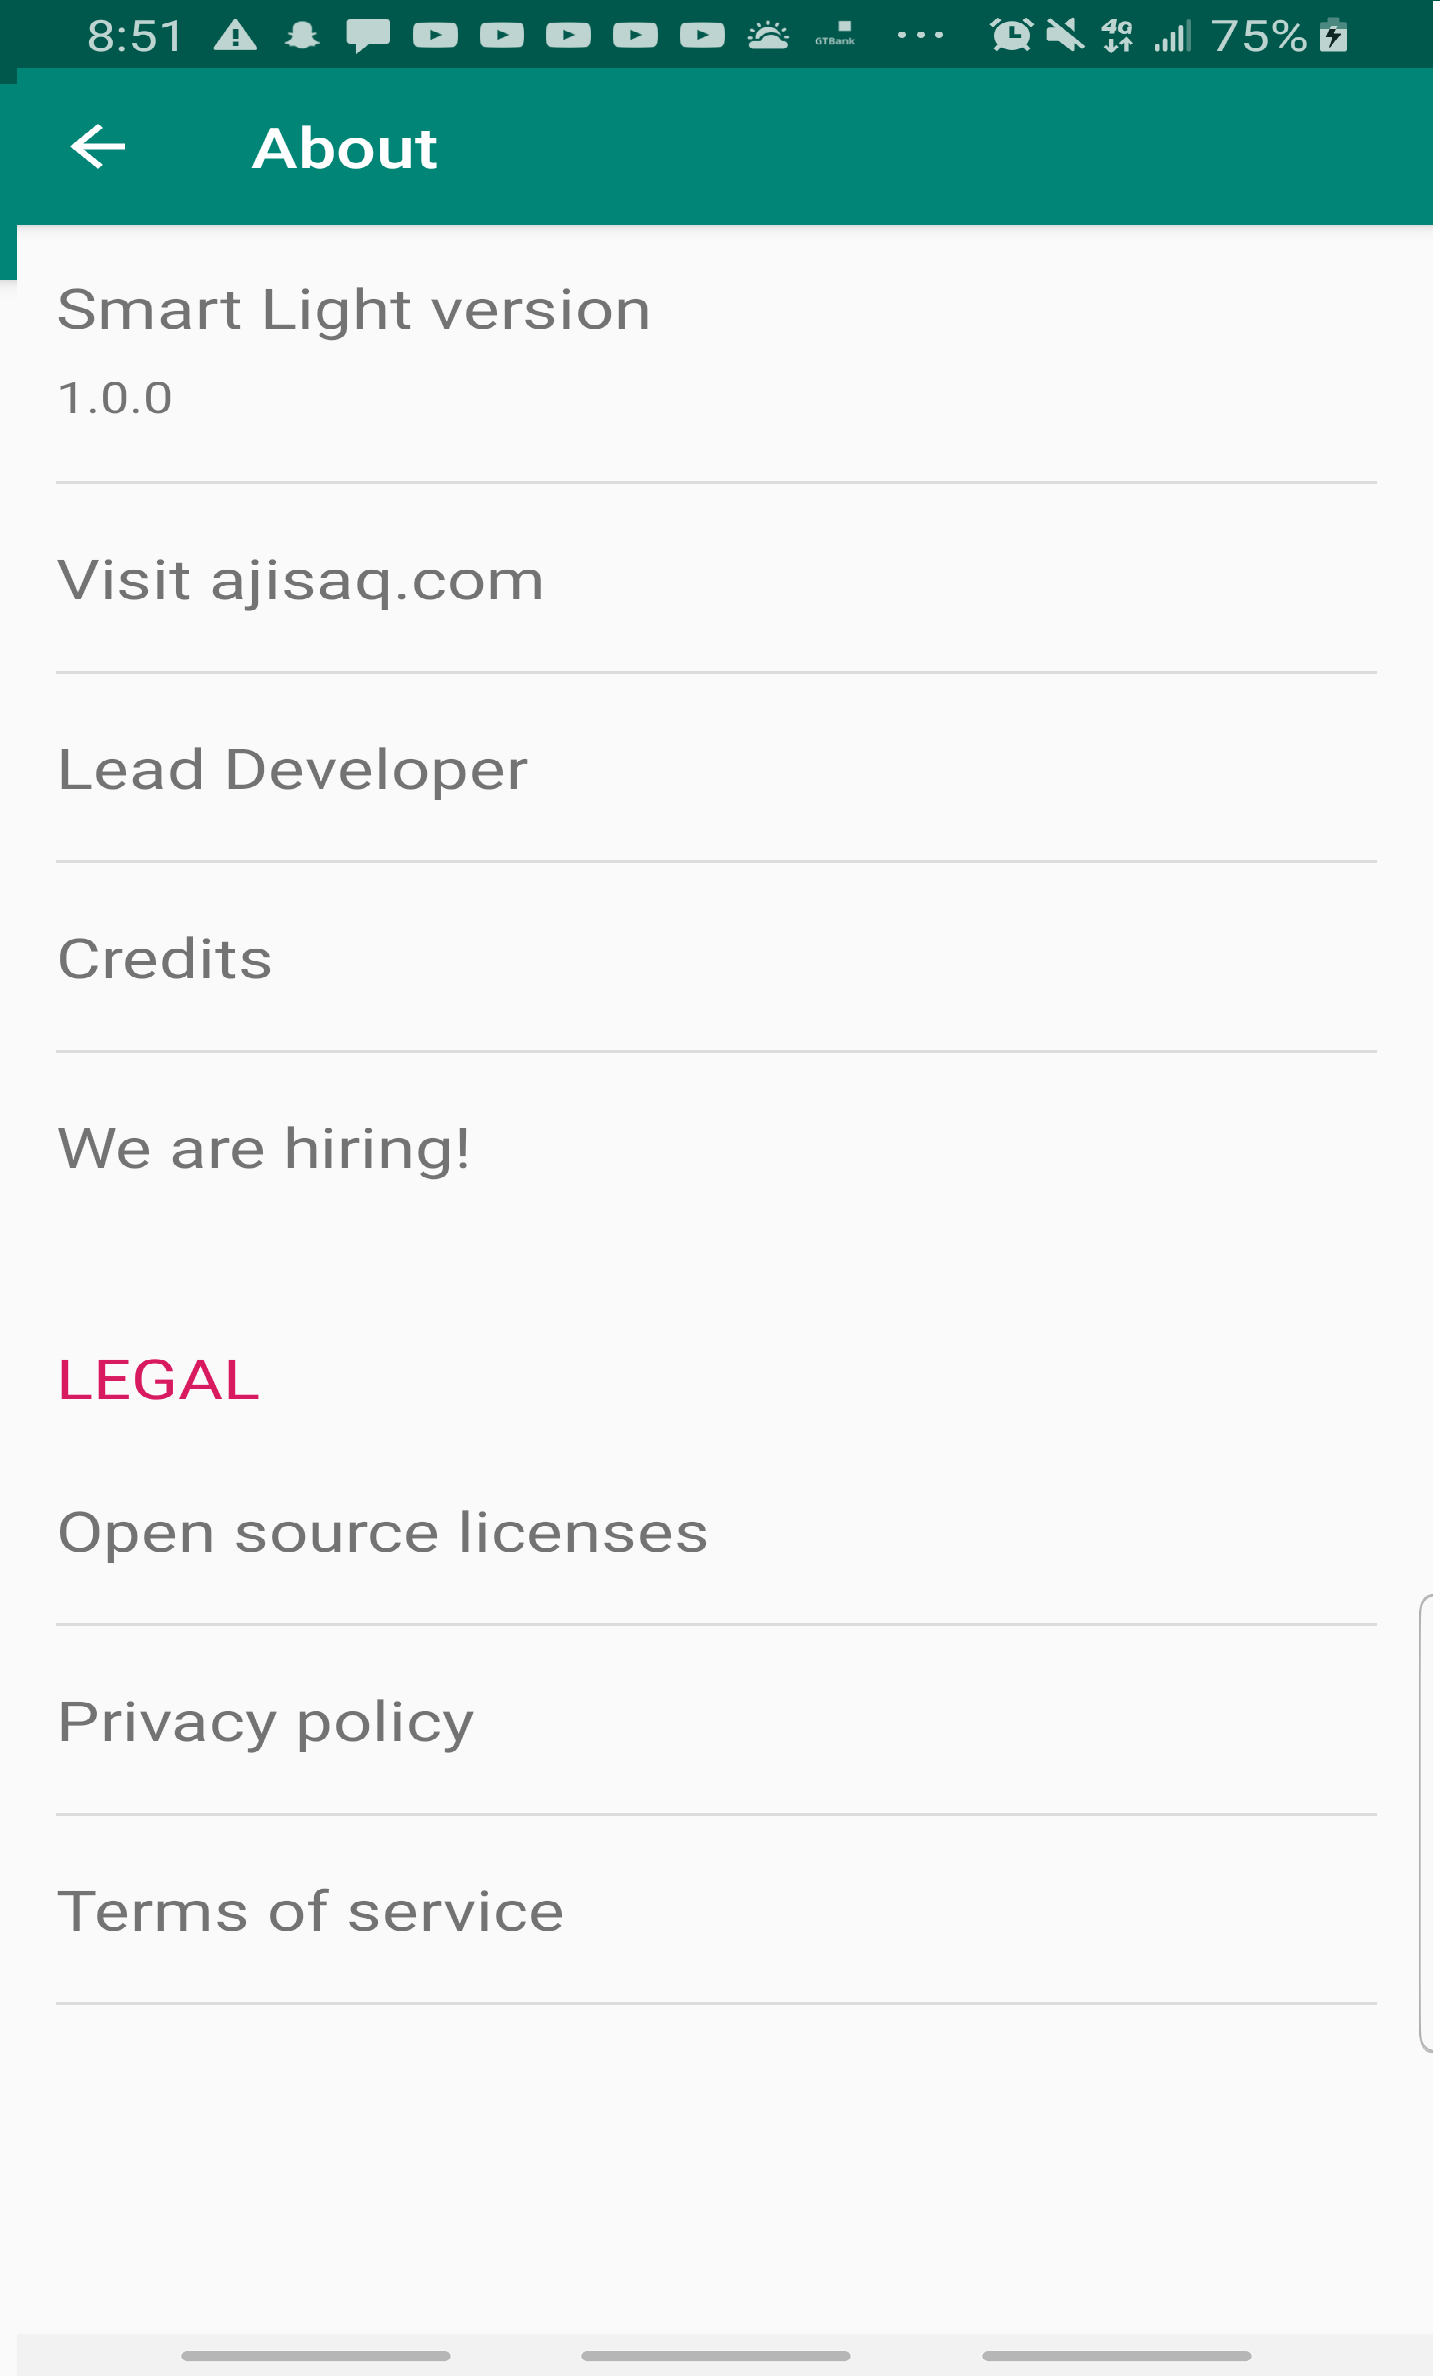 8:51 GTBank 4G 75%
About
Smart Light version
1.0.0
Visit ajisaq.com
Lead Developer
Credits
We are hiring!
LEGAL
Open source licenses
Privacy policy
Terms of service